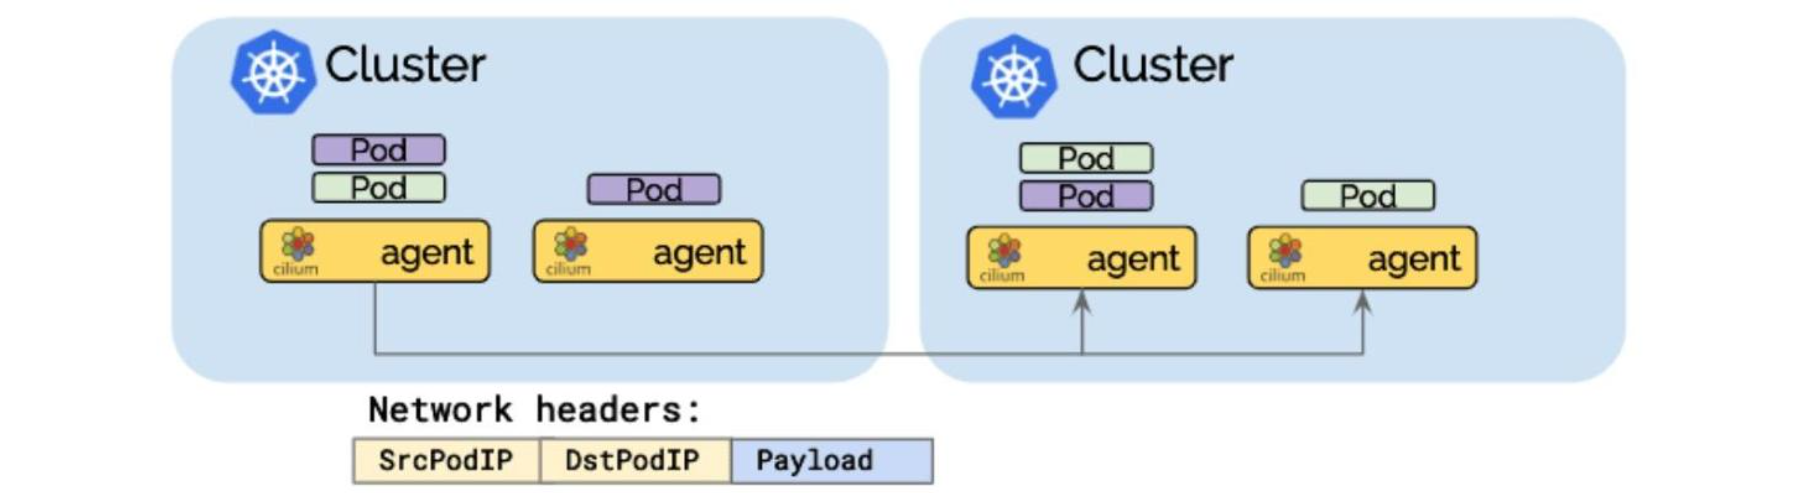 Cluster
Pod
Pod
Pod
cilium agent
cilium agent
Cluster
Pod
Pod
Pod
cilium agent
cilium agent
Network headers:
SrcPodIP DstPodIP Payload